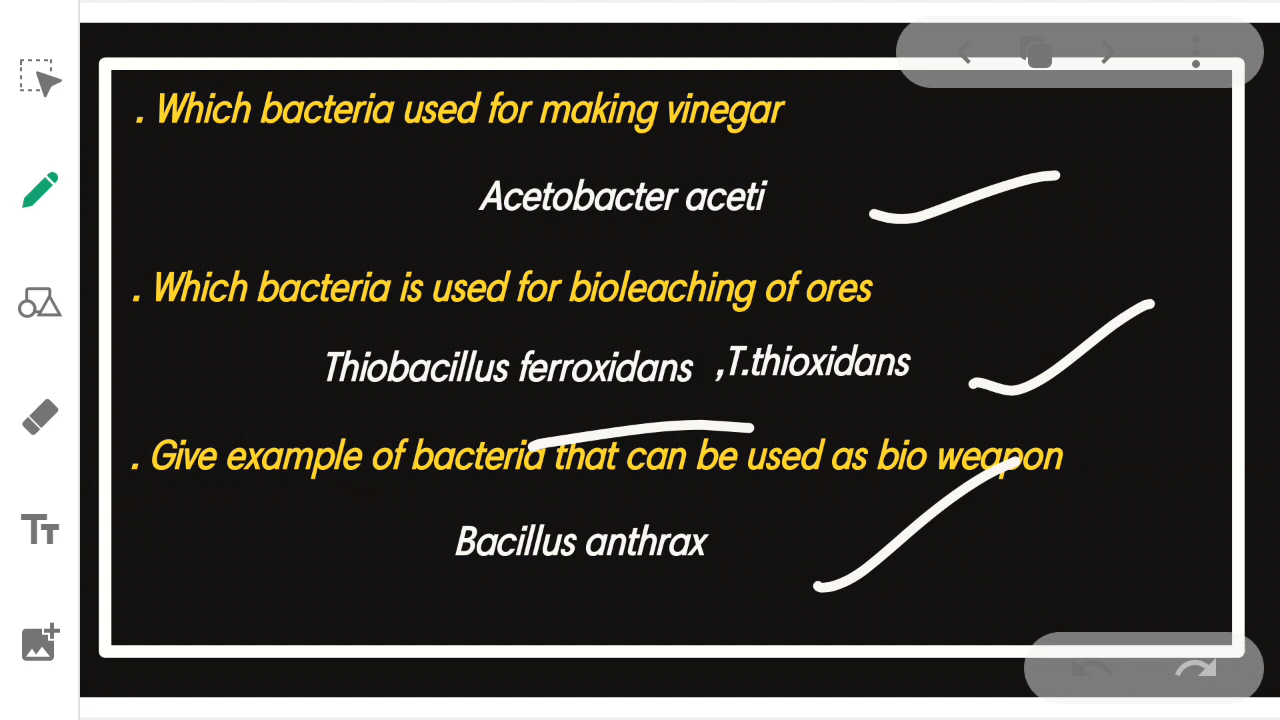 . Which bacteria used for making vinegar
Acetobacter aceti
. Which bacteria is used for bioleaching of ores
Thiobacillus ferroxidans ,T.thioxidans
. Give example of bacteria that can be used as bio weapon
Bacillus anthrax